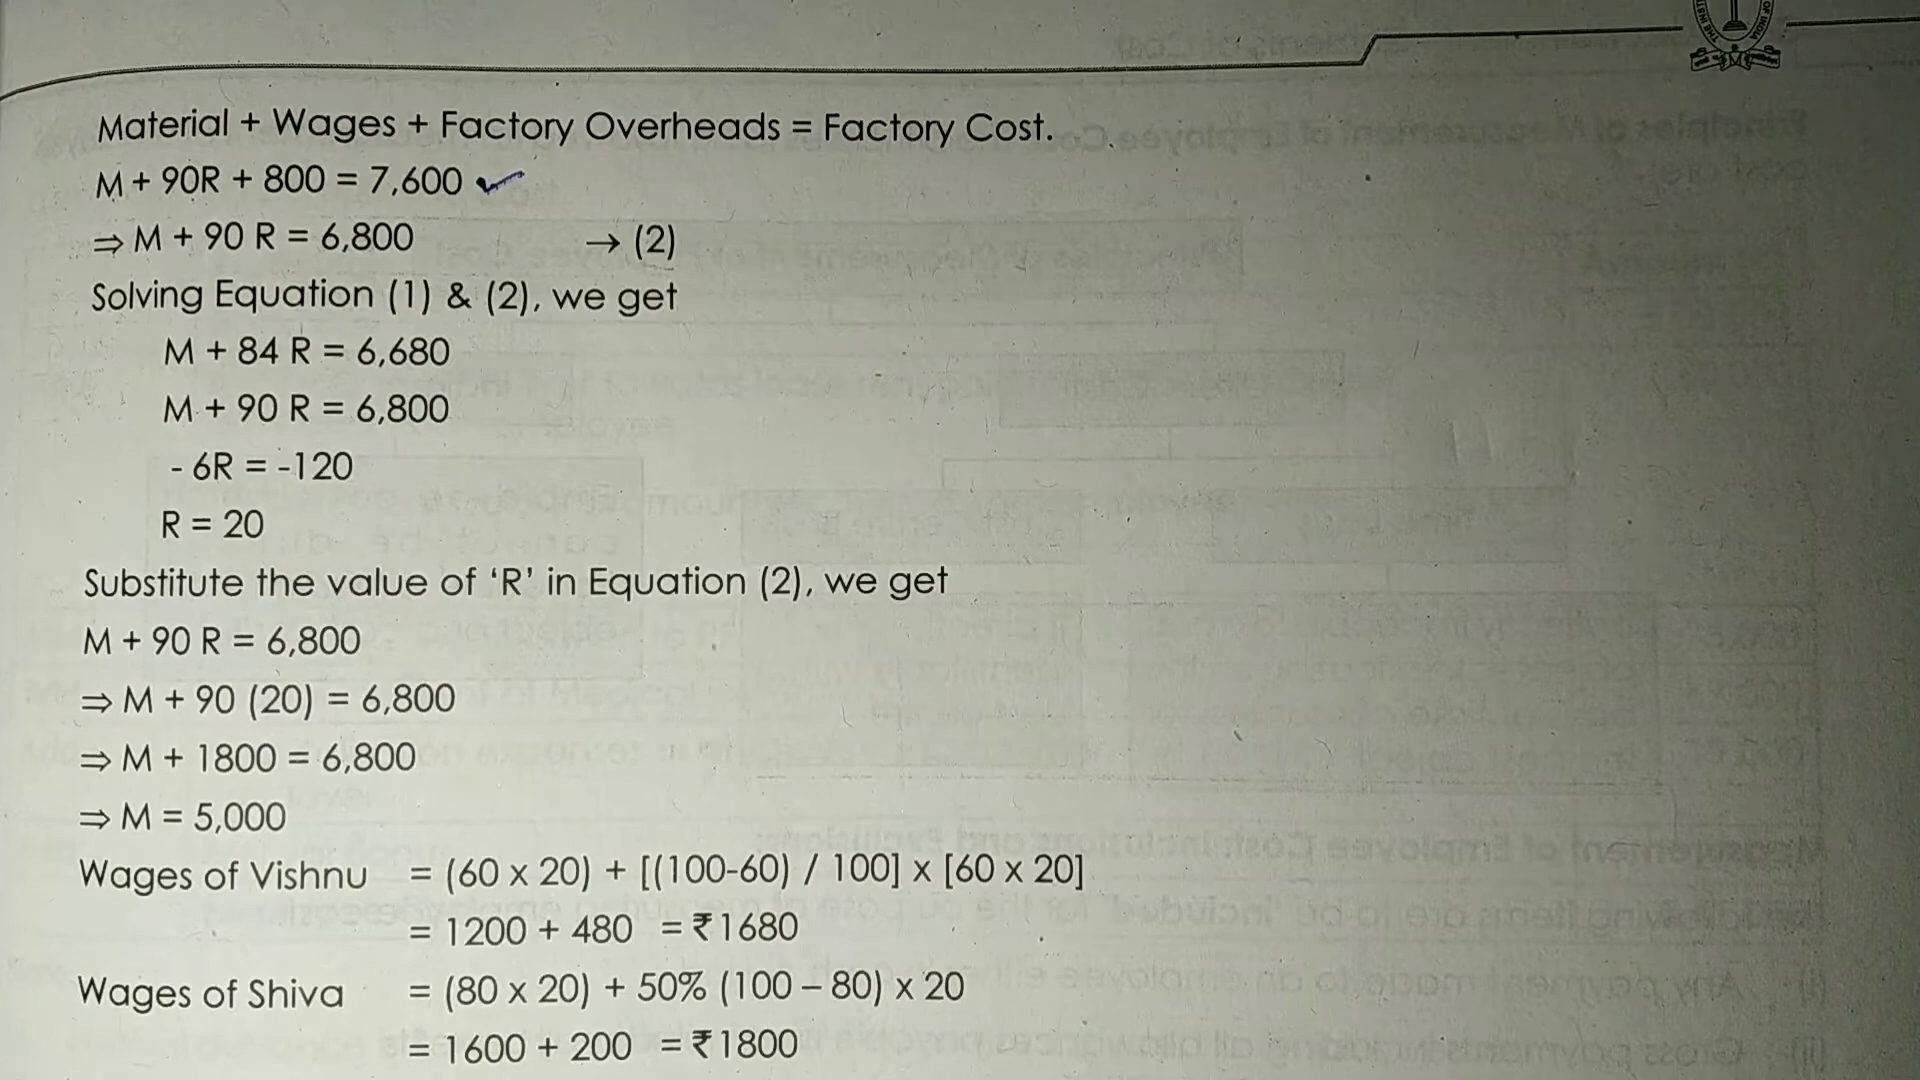 Material + Wages + Factory Overheads = Factory Cost.
M + 90R + 800 = 7,600
⇒ M + 90 R = 6,800 → (2)
Solving Equation (1) & (2), we get
M + 84 R = 6,680
M + 90 R = 6,800
- 6R = -120
R = 20
Substitute the value of ‘R’ in Equation (2), we get
M + 90 R = 6,800
⇒ M + 90 (20) = 6,800
⇒ M + 1800 = 6,800
⇒ M = 5,000
Wages of Vishnu = (60 x 20) + [(100-60) / 100] x [60 x 20]
= 1200 + 480 = ₹1680
Wages of Shiva = (80 x 20) + 50% (100 – 80) x 20
= 1600 + 200 = ₹1800